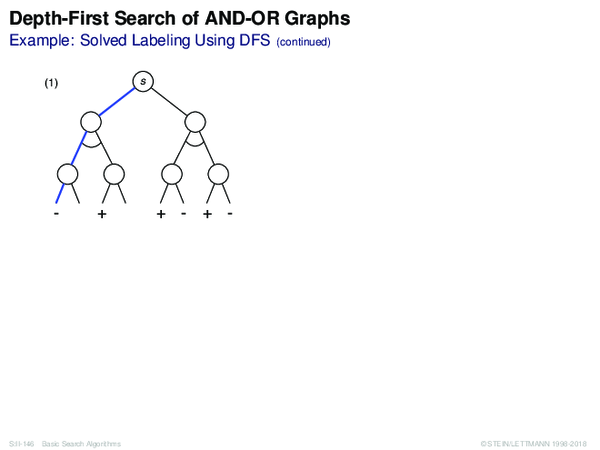 Depth-First Search of AND-OR Graphs
Example: Solved Labeling Using DFS (continued)
(1)
s
- + + - + -
S:II-146 Basic Search Algorithms
© STEIN/LETTMANN 1998-2018